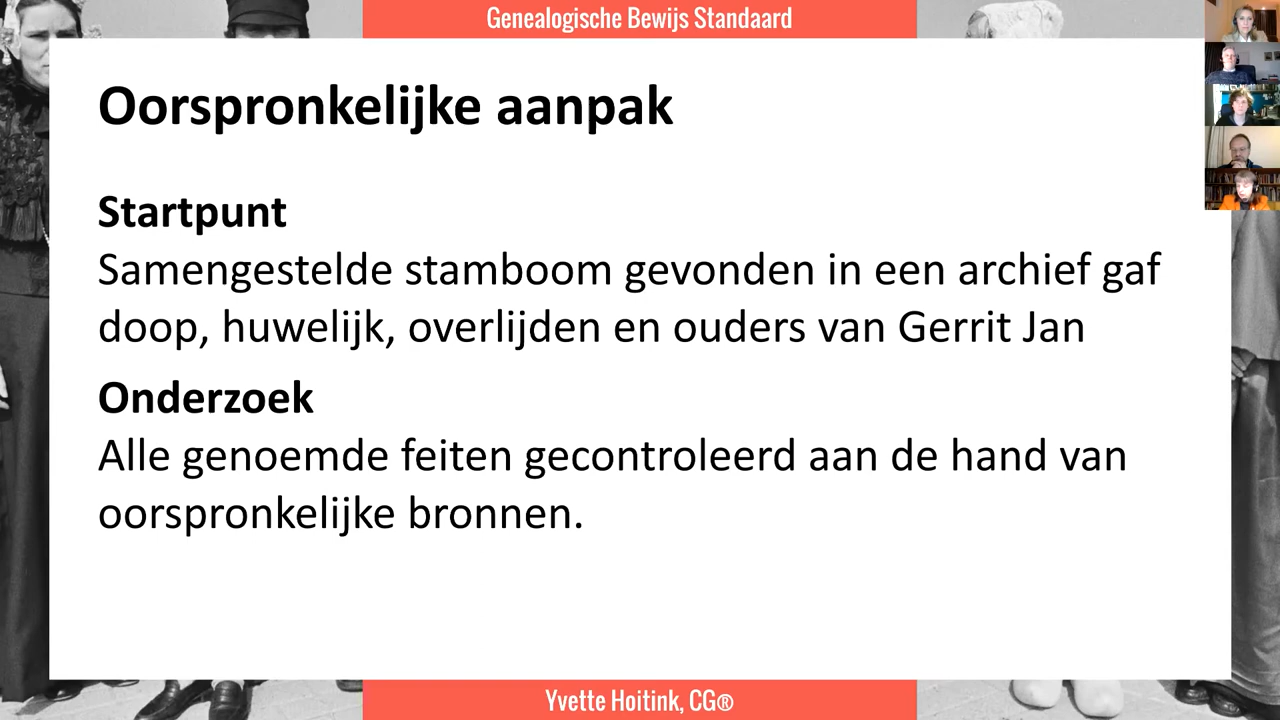 Genealogische Bewijs Standaard
Oorspronkelijke aanpak
Startpunt
Samengestelde stamboom gevonden in een archief gaf
doop, huwelijk, overlijden en ouders van Gerrit Jan
Onderzoek
Alle genoemde feiten gecontroleerd aan de hand van
oorspronkelijke bronnen.
Yvette Hoitink, CG®